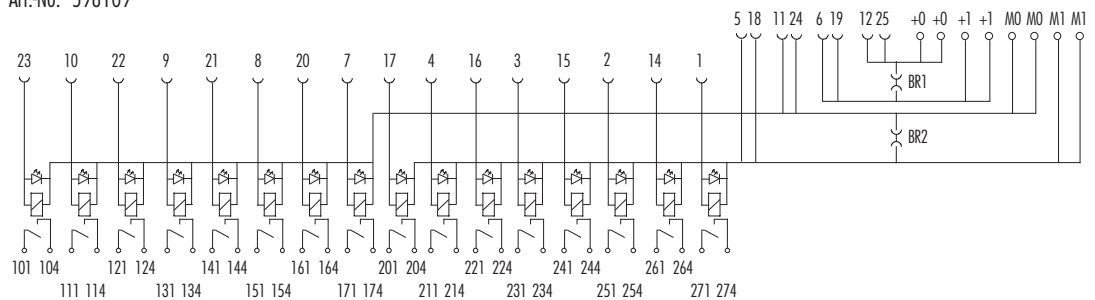 Art.-No. 598109
5 18 11 24 6 19 12 25 +0 +0 +1 +1 M0 M0 M1 M1
23 10 22 9 21 8 20 7 17 4 16 3 15 2 14 1
BR1
BR2
101 104 121 124 141 144 161 164 201 204 221 224 241 244 261 264
111 114 131 134 151 154 171 174 211 214 231 234 251 254 271 274